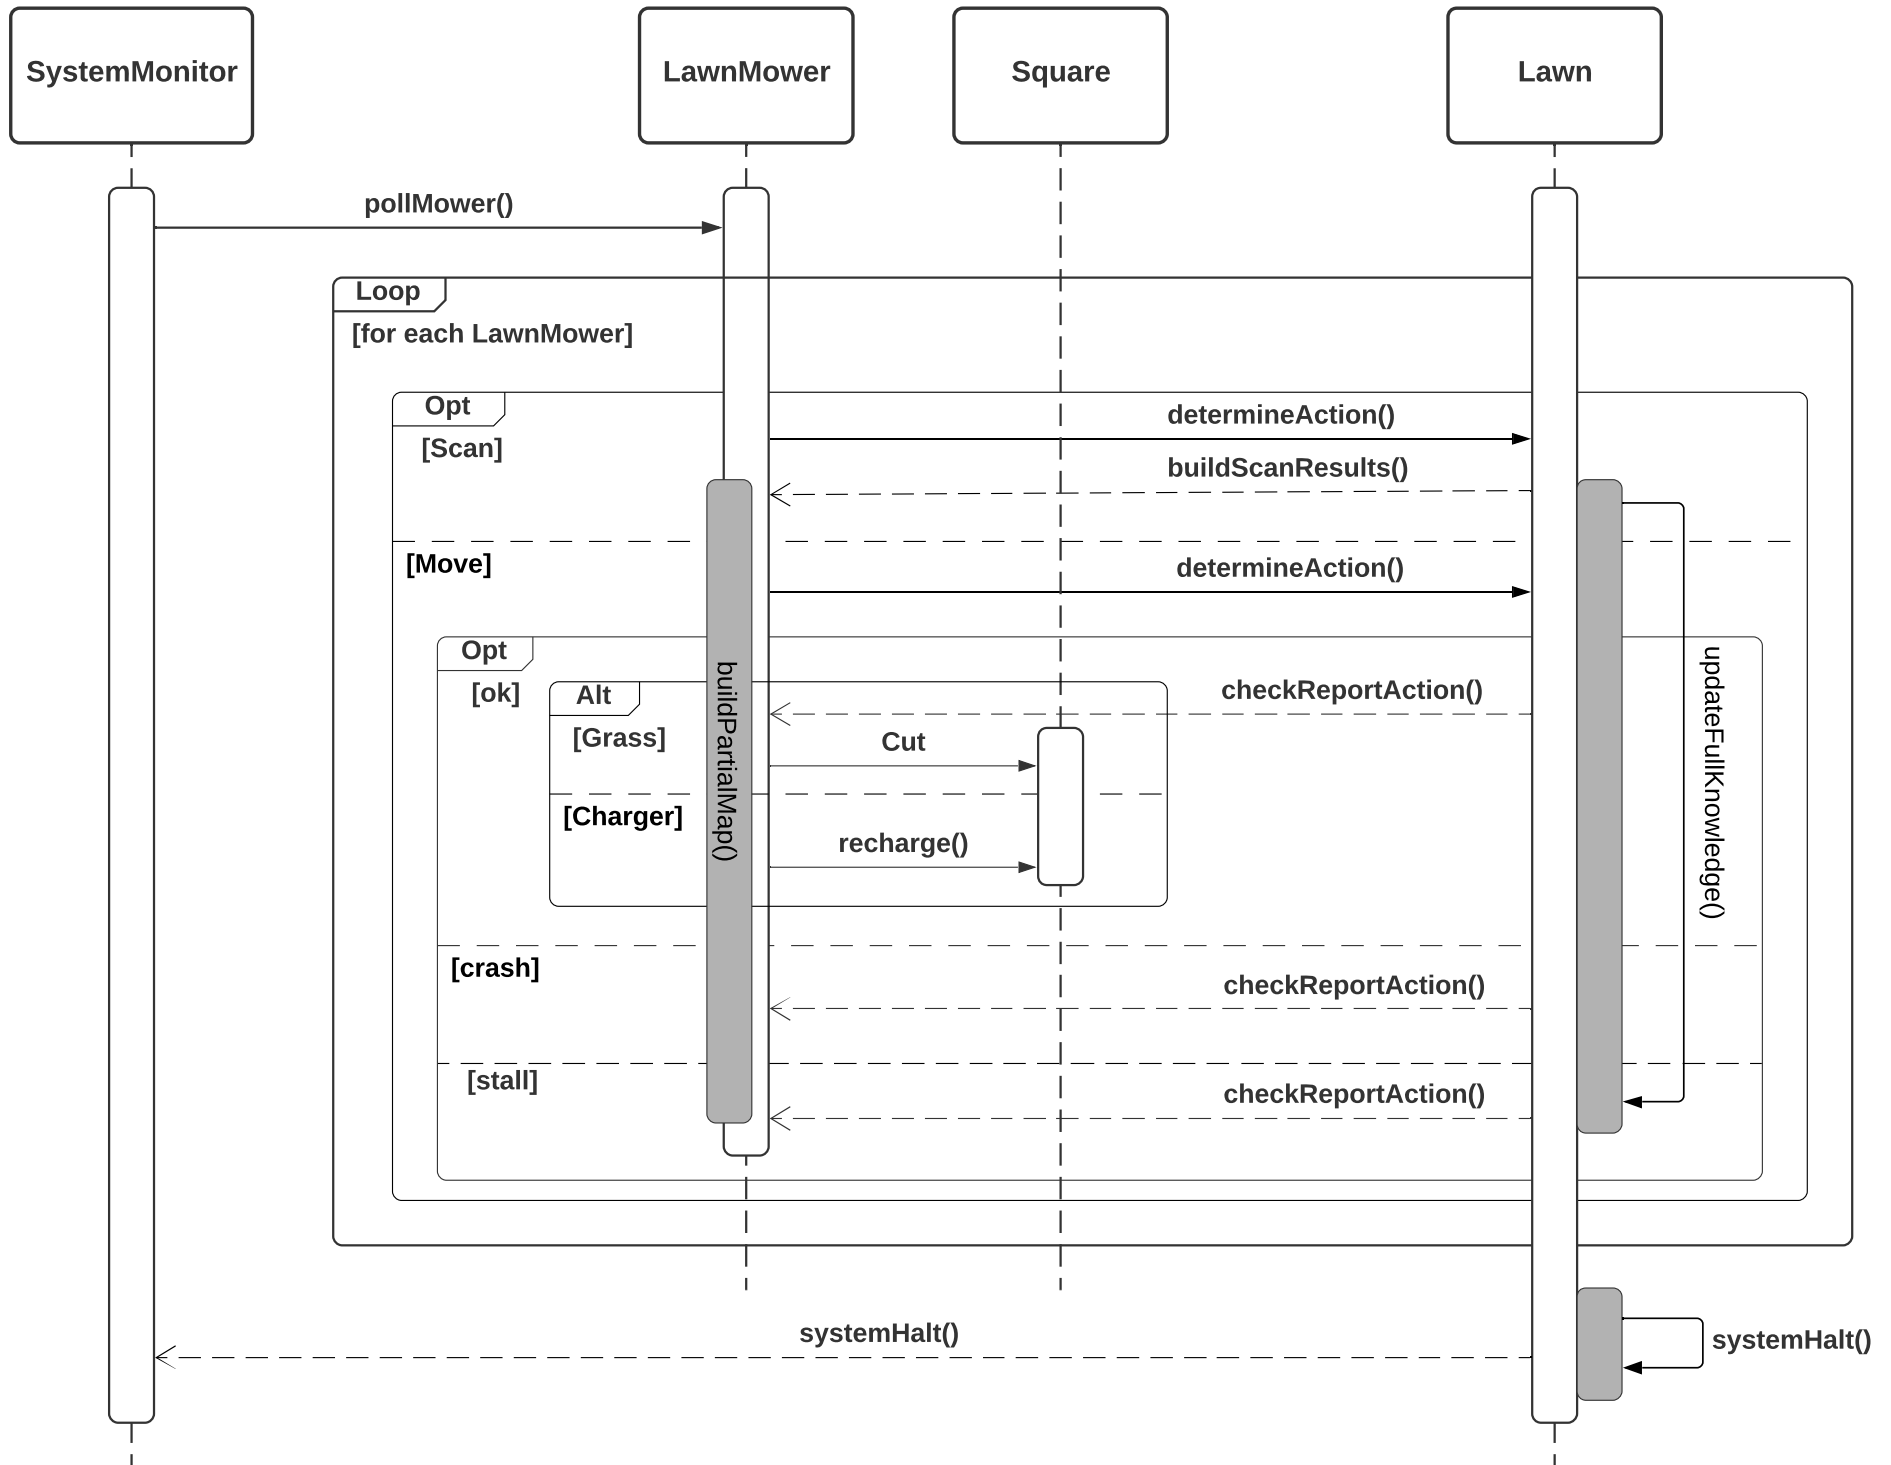 SystemMonitor
LawnMower
Square
Lawn
pollMower()
Loop
[for each LawnMower]
Opt
[Scan]
determineAction()
buildScanResults()
[Move]
determineAction()
Opt
[ok]
Alt
[Grass]
checkReportAction()
Cut
[Charger]
recharge()
buildPartialMap()
updateFullKnowledge()
[crash]
checkReportAction()
[stall]
checkReportAction()
systemHalt()
systemHalt()